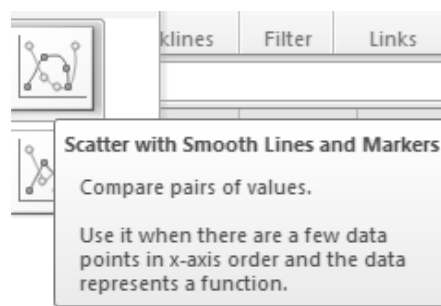 klines Filter Links
Scatter with Smooth Lines and Markers
Compare pairs of values.
Use it when there are a few data
points in x-axis order and the data
represents a function.